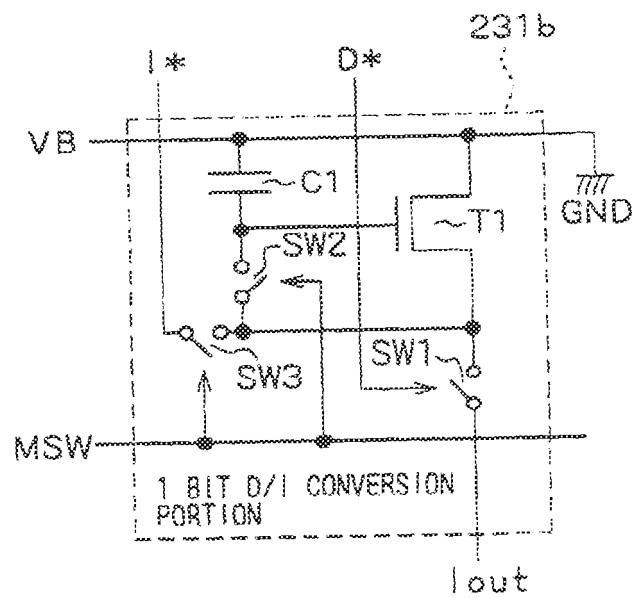 231b
I*
D*
VB
C1
T1
GND
SW2
SW1
SW3
MSW
1 BIT D/I CONVERSION
PORTION
Iout